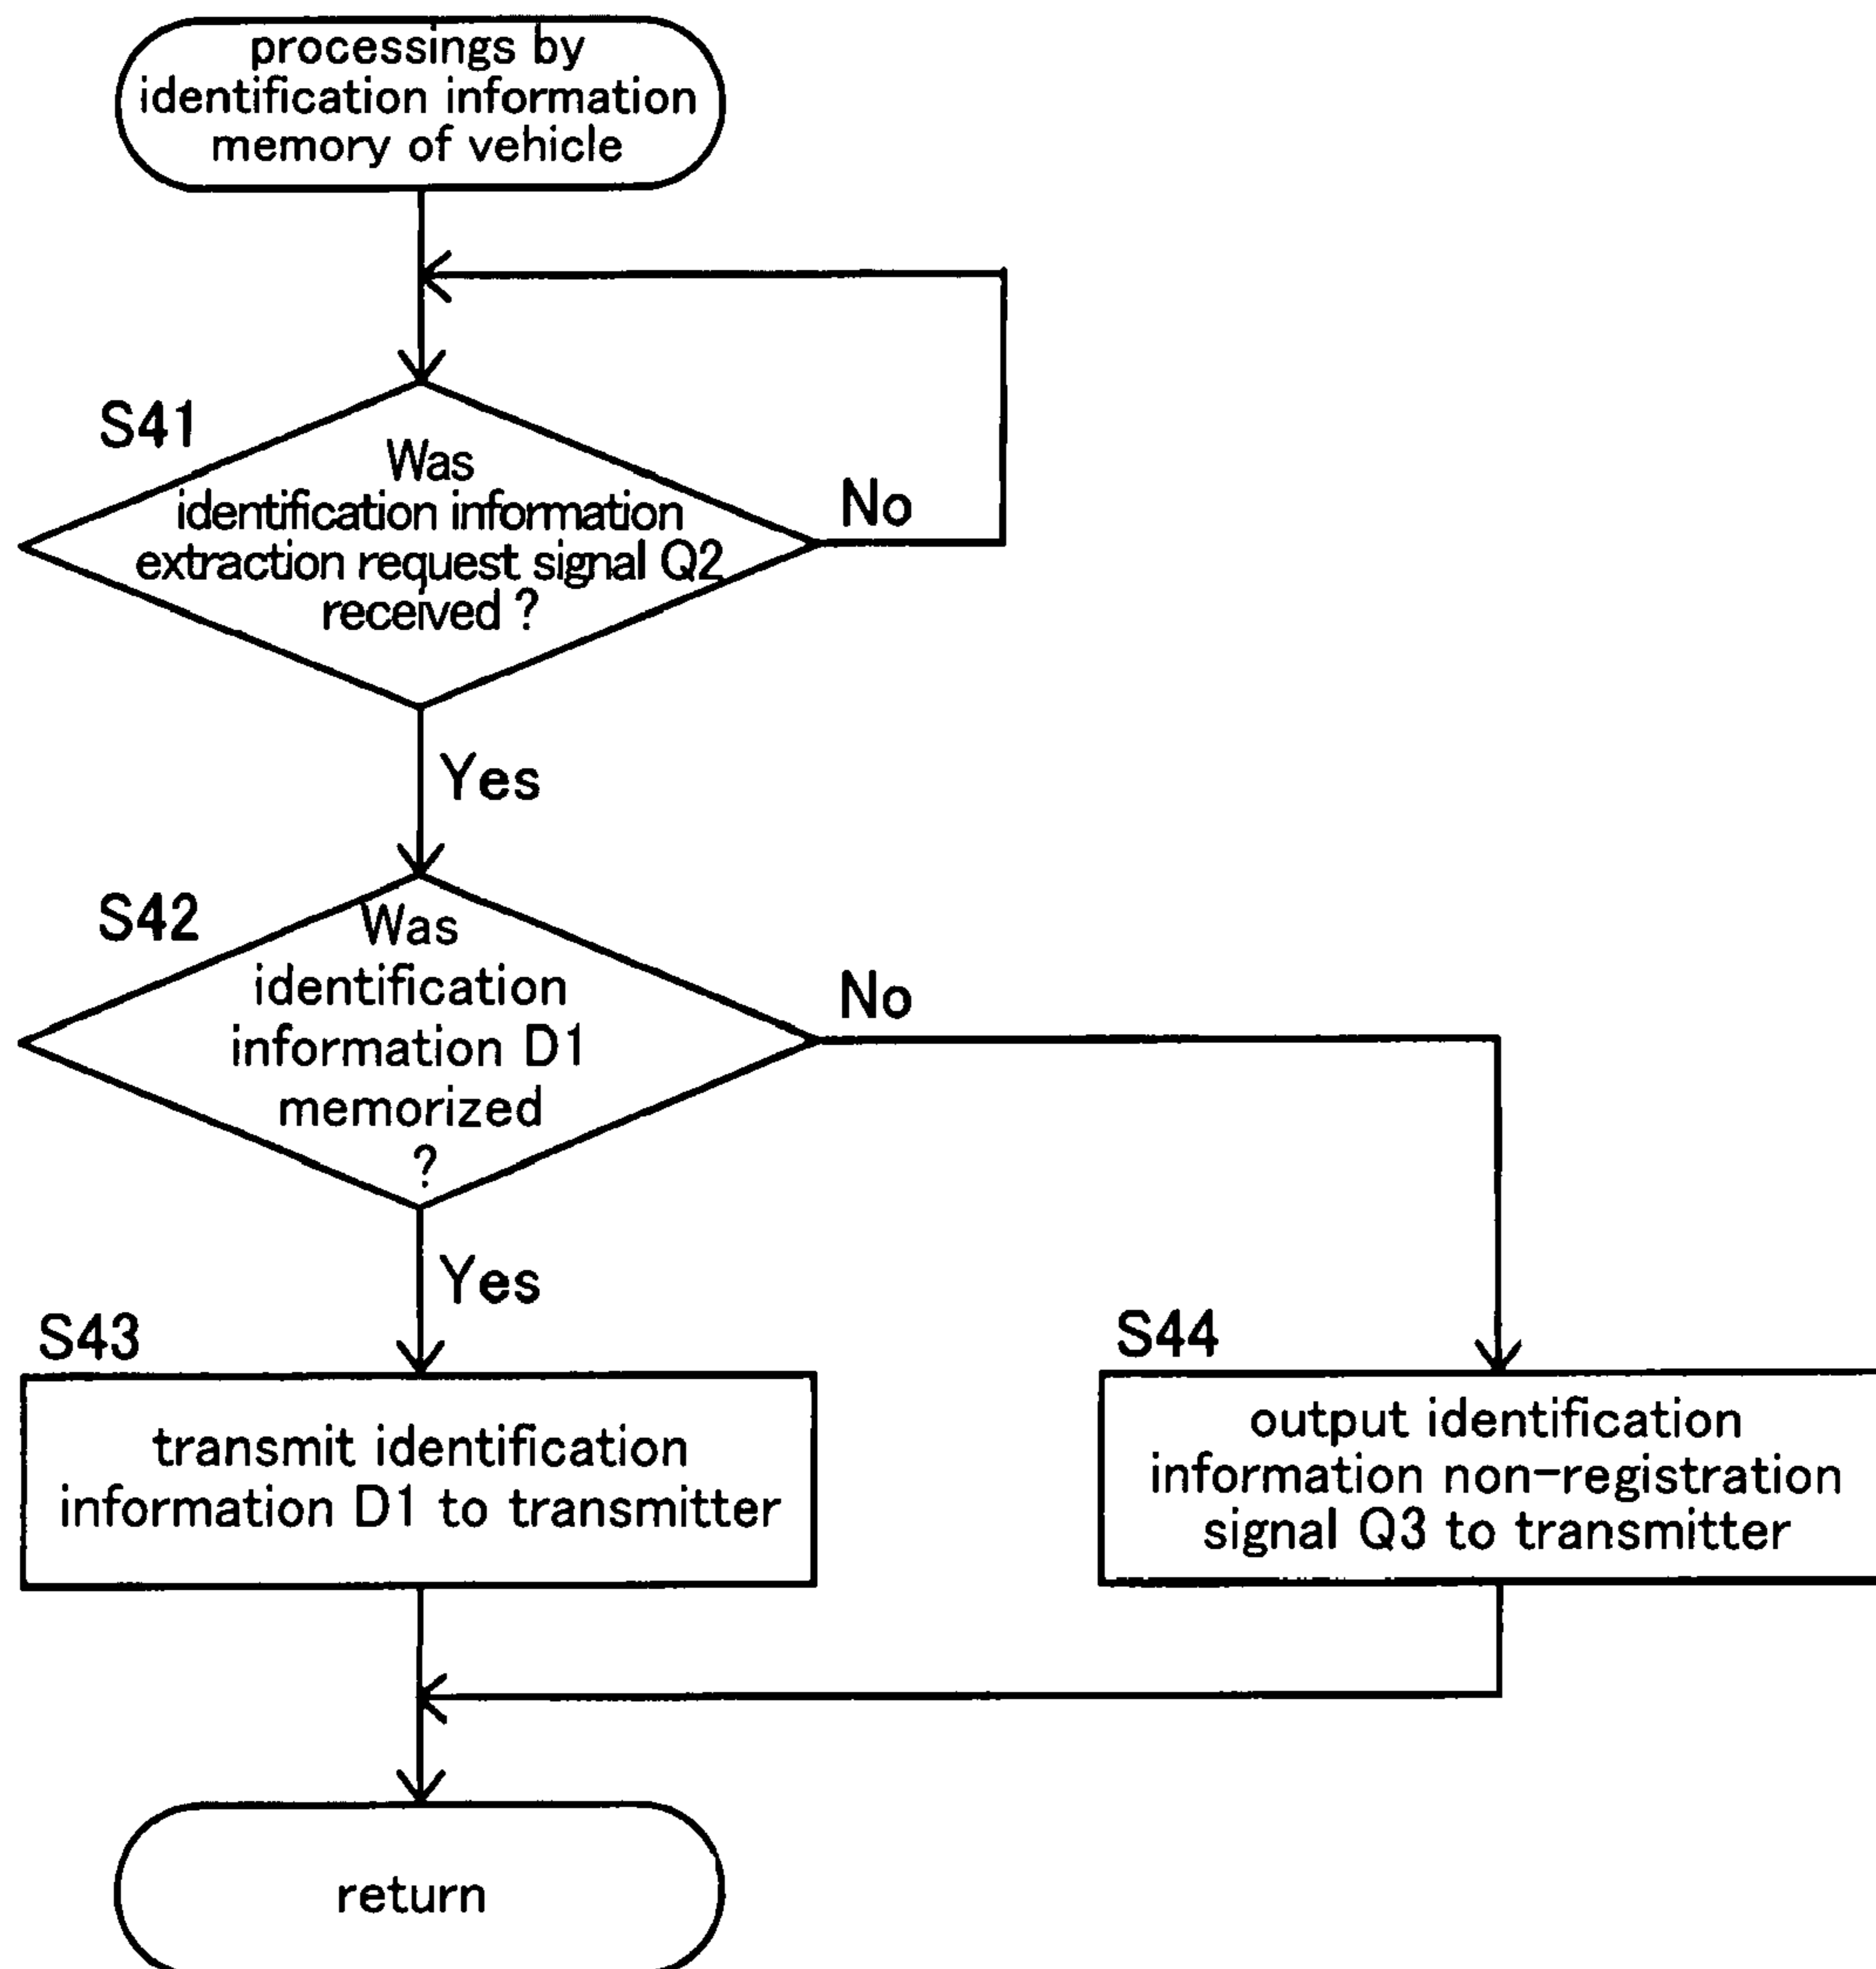 processings by
identification information
memory of vehicle
S41
Was
identification information
extraction request signal Q2
received ?
No
Yes
S42
Was
identification
information D1
memorized
?
No
Yes
S43
transmit identification
information D1 to transmitter
S44
output identification
information non-registration
signal Q3 to transmitter
return